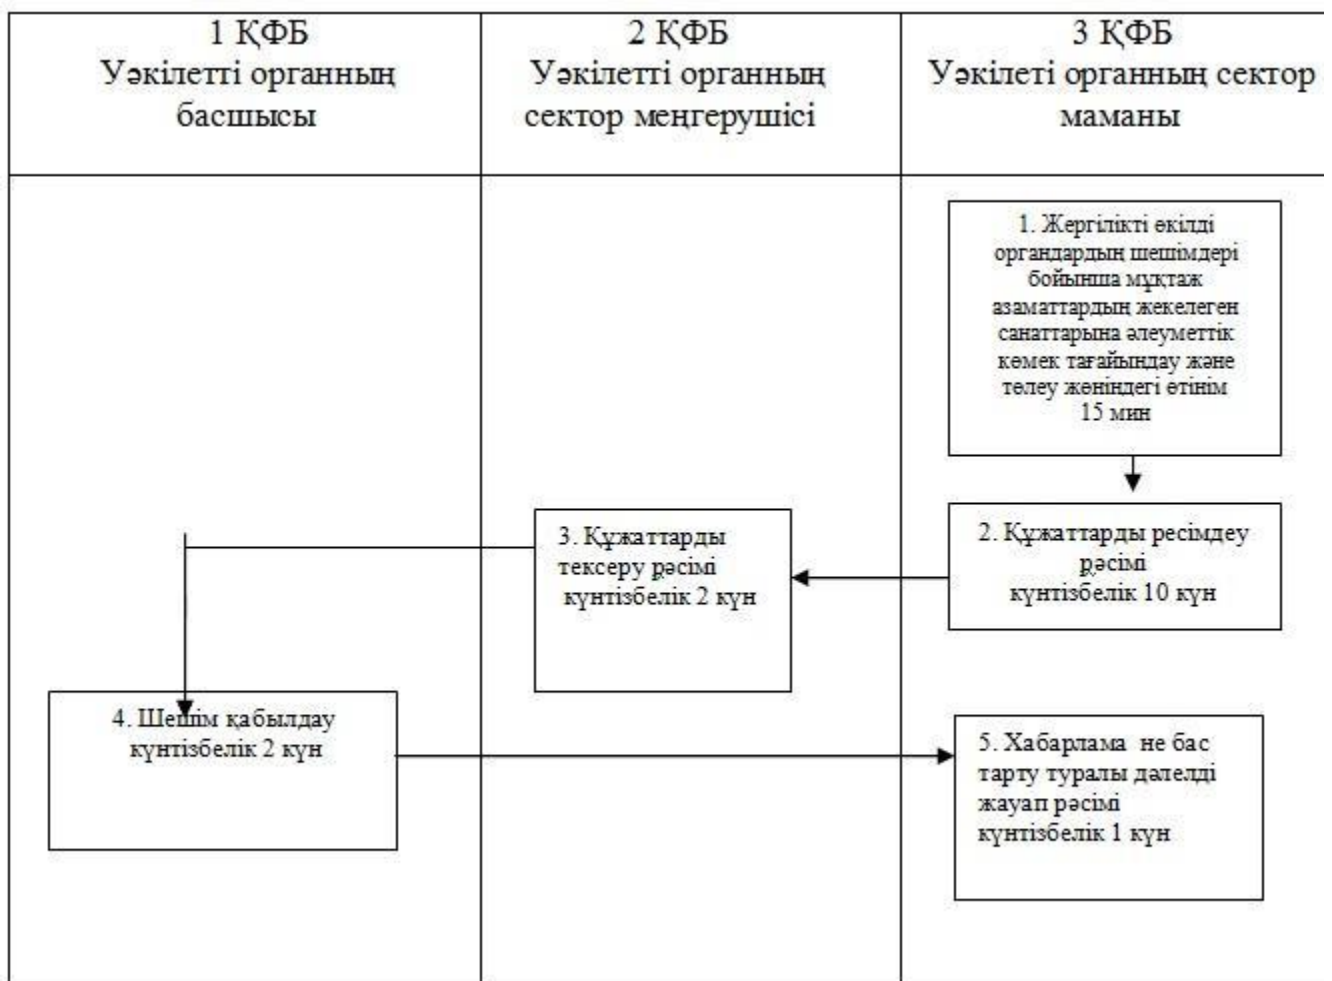 1 ҚФБ
Уәкілетті органның
басшысы
2 ҚФБ
Уәкілетті органның
сектор меңгерушісі
3 ҚФБ
Уәкілеті органның сектор
маманы
1. Жергілікті өкілді
органдардың шешімдері
бойынша мұқтаж
азаматтардың жекелеген
санаттарына әлеуметтік
көмек тағайындау және
төлеу жөніндегі өтінім
15 мин
2. Құжаттарды ресімдеу
рәсімі
күнтізбелік 10 күн
3. Құжаттарды
тексеру рәсімі
күнтізбелік 2 күн
4. Шешім қабылдау
күнтізбелік 2 күн
5. Хабарлама не бас
тарту туралы дәлелді
жауап рәсімі
күнтізбелік 1 күн